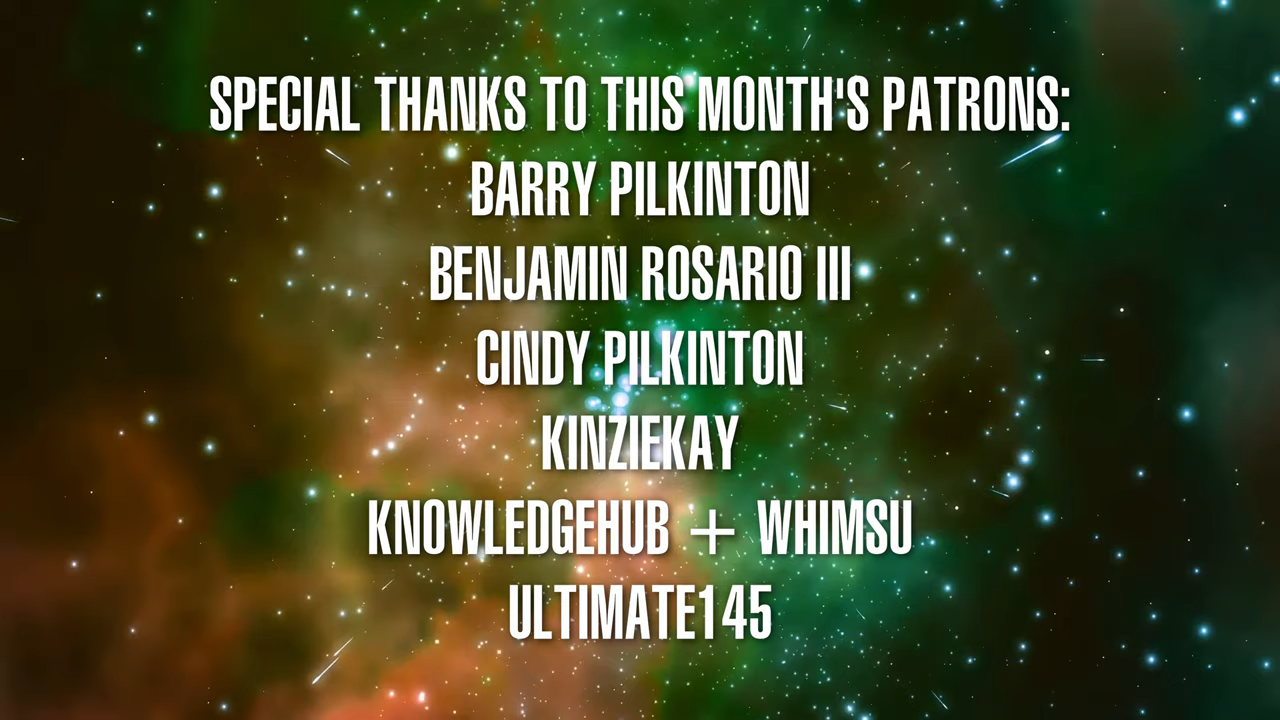 SPECIAL THANKS TO THIS MONTH'S PATRONS:
BARRY PILKINTON
BENJAMIN ROSARIO III
CINDY PILKINTON
KINZIEKAY
KNOWLEDGEHUB + WHIMSU
ULTIMATE145